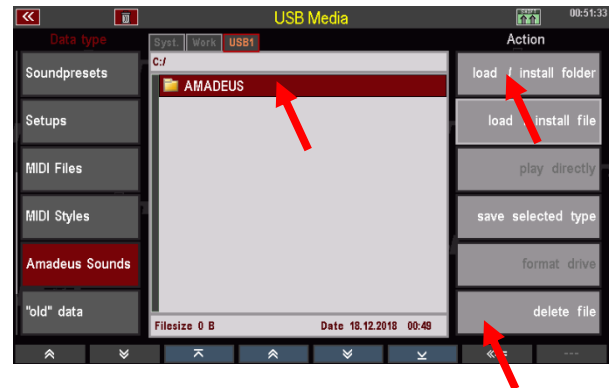 USB Media
SHIFT
00:51:33
Data type
Syst. Work USB1
Action
C:/
AMADEUS
Soundpresets
Setups
MIDI Files
MIDI Styles
Amadeus Sounds
"old" data
load / install folder
load / install file
play directly
save selected type
format drive
delete file
Filesize 0 B
Date 18.12.2018 00:49
---